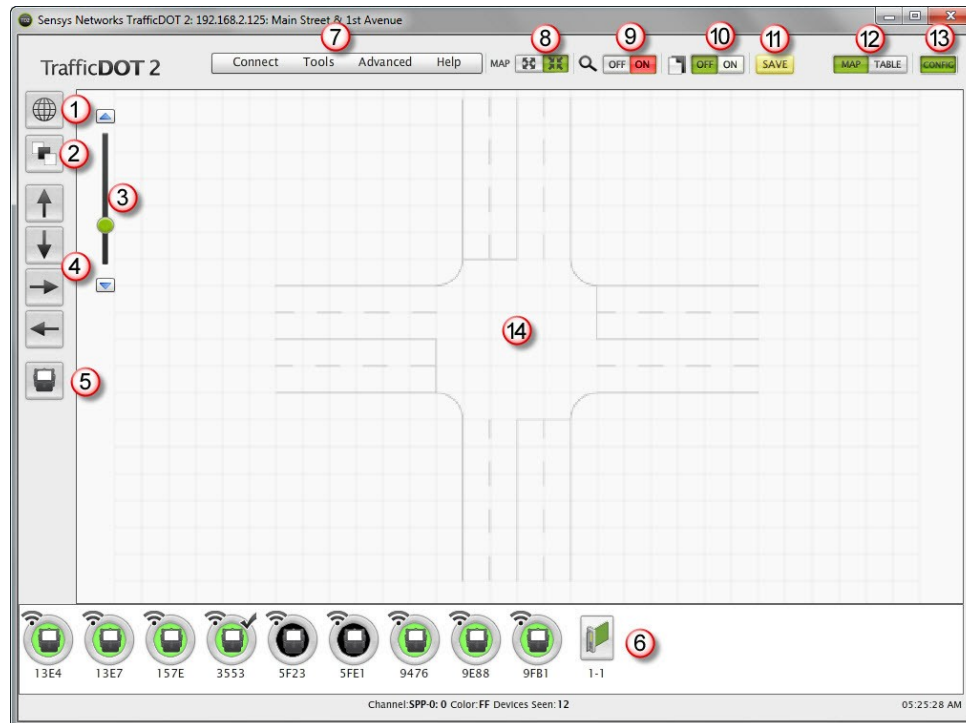 Sensys Networks TrafficDOT 2: 192.168.2.125: Main Street & 1st Avenue
7 8 9 10 11 12 13
TrafficDOT 2
Connect Tools Advanced Help MAP OFF ON OFF ON SAVE MAP TABLE CONFIG
1
2
3
4
14
5
6
13E4 13E7 157E 3553 5F23 5FE1 9476 9E88 9FB1 1-1
Channel:SPP-0: 0 Color:FF Devices Seen:12 05:25:28 AM